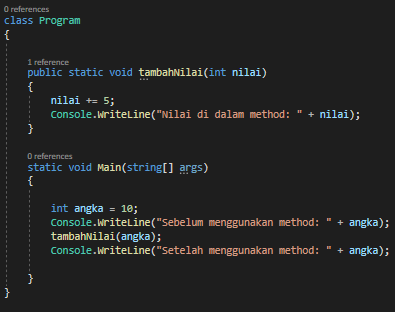 0 references
class Program
{
1 reference
public static void tambahNilai(int nilai)
{
nilai += 5;
Console.WriteLine("Nilai di dalam method: " + nilai);
}
0 references
static void Main(string[] args)
{
int angka = 10;
Console.WriteLine("Sebelum menggunakan method: " + angka);
tambahNilai(angka);
Console.WriteLine("Setelah menggunakan method: " + angka);
}
}